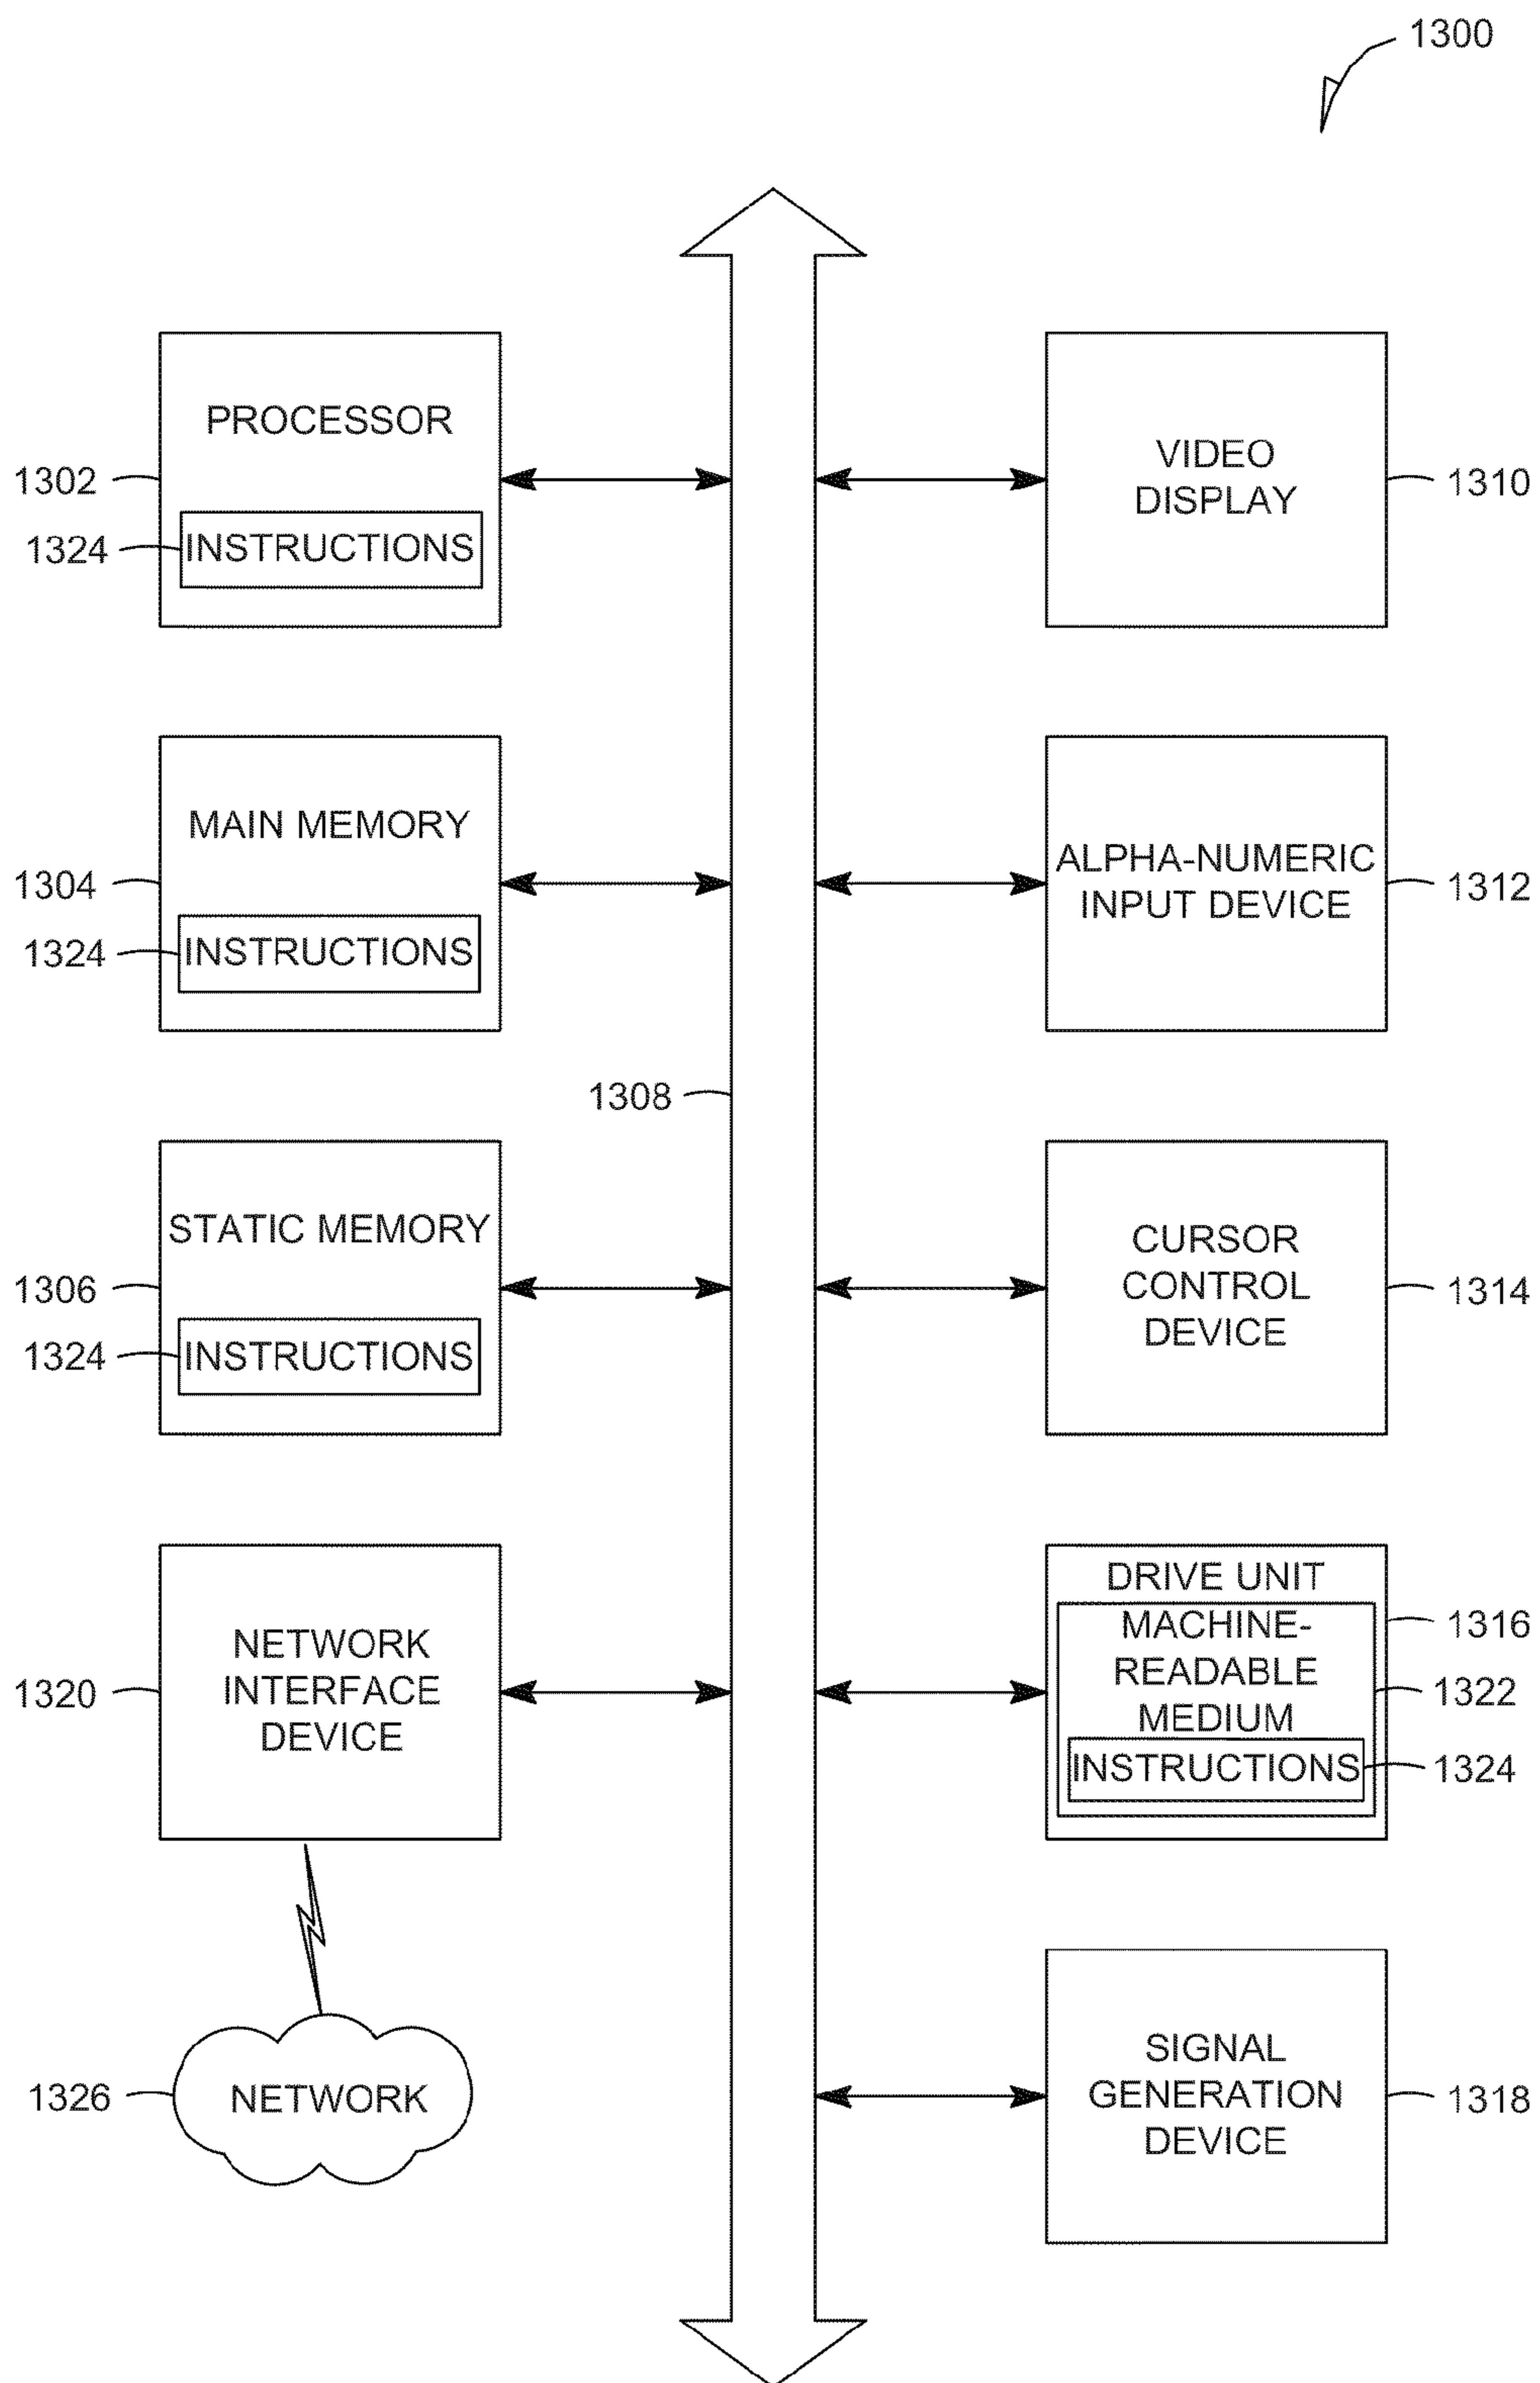 1300
PROCESSOR
1302
1324
INSTRUCTIONS
VIDEO
DISPLAY
1310
MAIN MEMORY
1304
1324
INSTRUCTIONS
ALPHA-NUMERIC
INPUT DEVICE
1312
1308
STATIC MEMORY
1306
1324
INSTRUCTIONS
CURSOR
CONTROL
DEVICE
1314
NETWORK
INTERFACE
DEVICE
1320
DRIVE UNIT
1316
MACHINE-
READABLE
MEDIUM
1322
INSTRUCTIONS
1324
NETWORK
1326
SIGNAL
GENERATION
DEVICE
1318